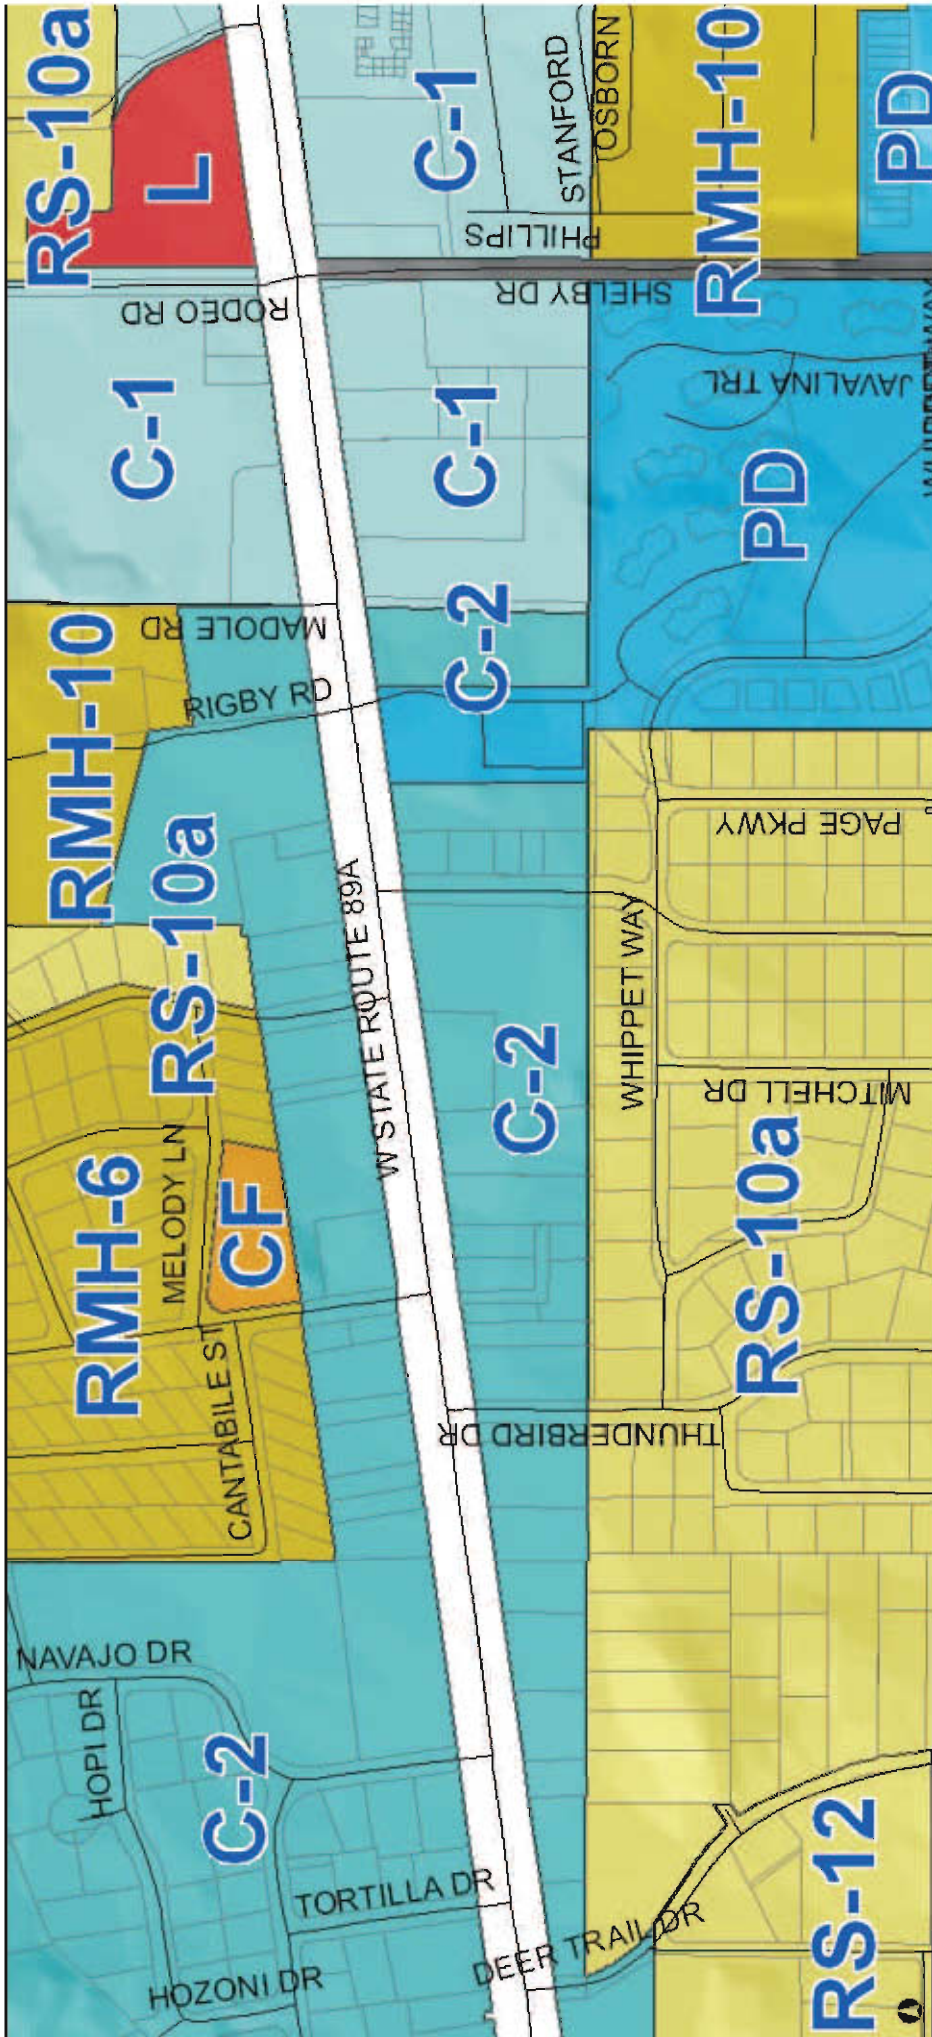 RS-10a
L
C-1
STANFORD
OSBORN
RMH-10
PD
PHILLIPS
RODEO RD
SHELBY DR
C-1
C-1
JAVALINA TRL
PD
MADOLE RD
C-2
RMH-10
RIGBY RD
PAGE PKWY
RS-10a
W STATE ROUTE 89A
WHIPPET WAY
C-2
MITCHELL DR
RMH-6
MELODY LN
CF
RS-10a
CANTABILE ST
THUNDERBIRD DR
NAVAJO DR
HOPI DR
C-2
TORTILLA DR
HOZONI DR
DEER TRAIL DR
RS-12